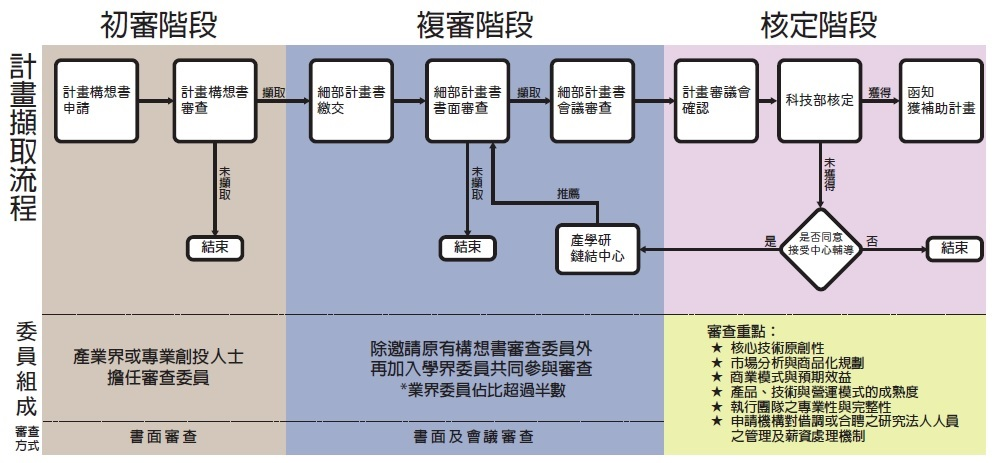 初審階段
複審階段
核定階段
計畫擷取流程
計畫構想書
申請
計畫構想書
審查
擷取
未擷取
結束
細部計畫書
繳交
細部計畫書
書面審查
擷取
細部計畫書
會議審查
未擷取
結束
推薦
產學研
鏈結中心
計畫審議會
確認
科技部核定
獲得
函知
獲補助計畫
未獲得
是否同意
接受中心輔導
是
否
結束
委員組成
產業界或專業創投人士
擔任審查委員
除邀請原有構想書審查委員外
再加入學界委員共同參與審查
*業界委員佔比超過半數
審查重點：
★ 核心技術原創性
★ 市場分析與商品化規劃
★ 商業模式與預期效益
★ 產品、技術與營運模式的成熟度
★ 執行團隊之專業性與完整性
★ 申請機構對借調或合聘之研究法人人員
之管理及薪資處理機制
審查
方式
書面審查
書面及會議審查